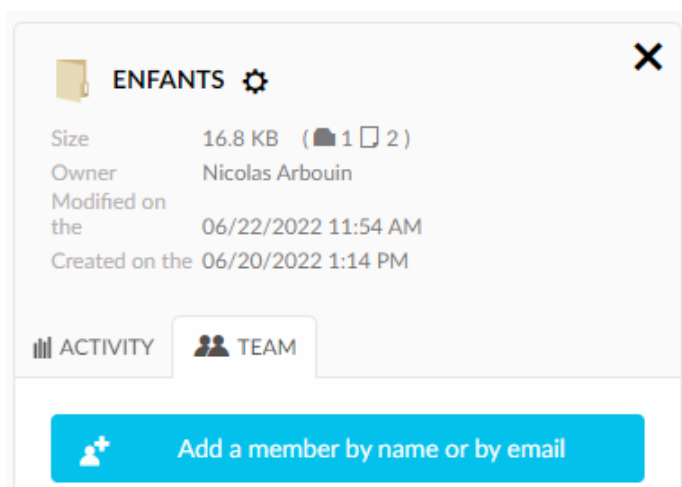 ENFANTS
Size 16.8 KB ( 1 2 )
Owner Nicolas Arbouin
Modified on
the 06/22/2022 11:54 AM
Created on the 06/20/2022 1:14 PM
ACTIVITY TEAM
Add a member by name or by email